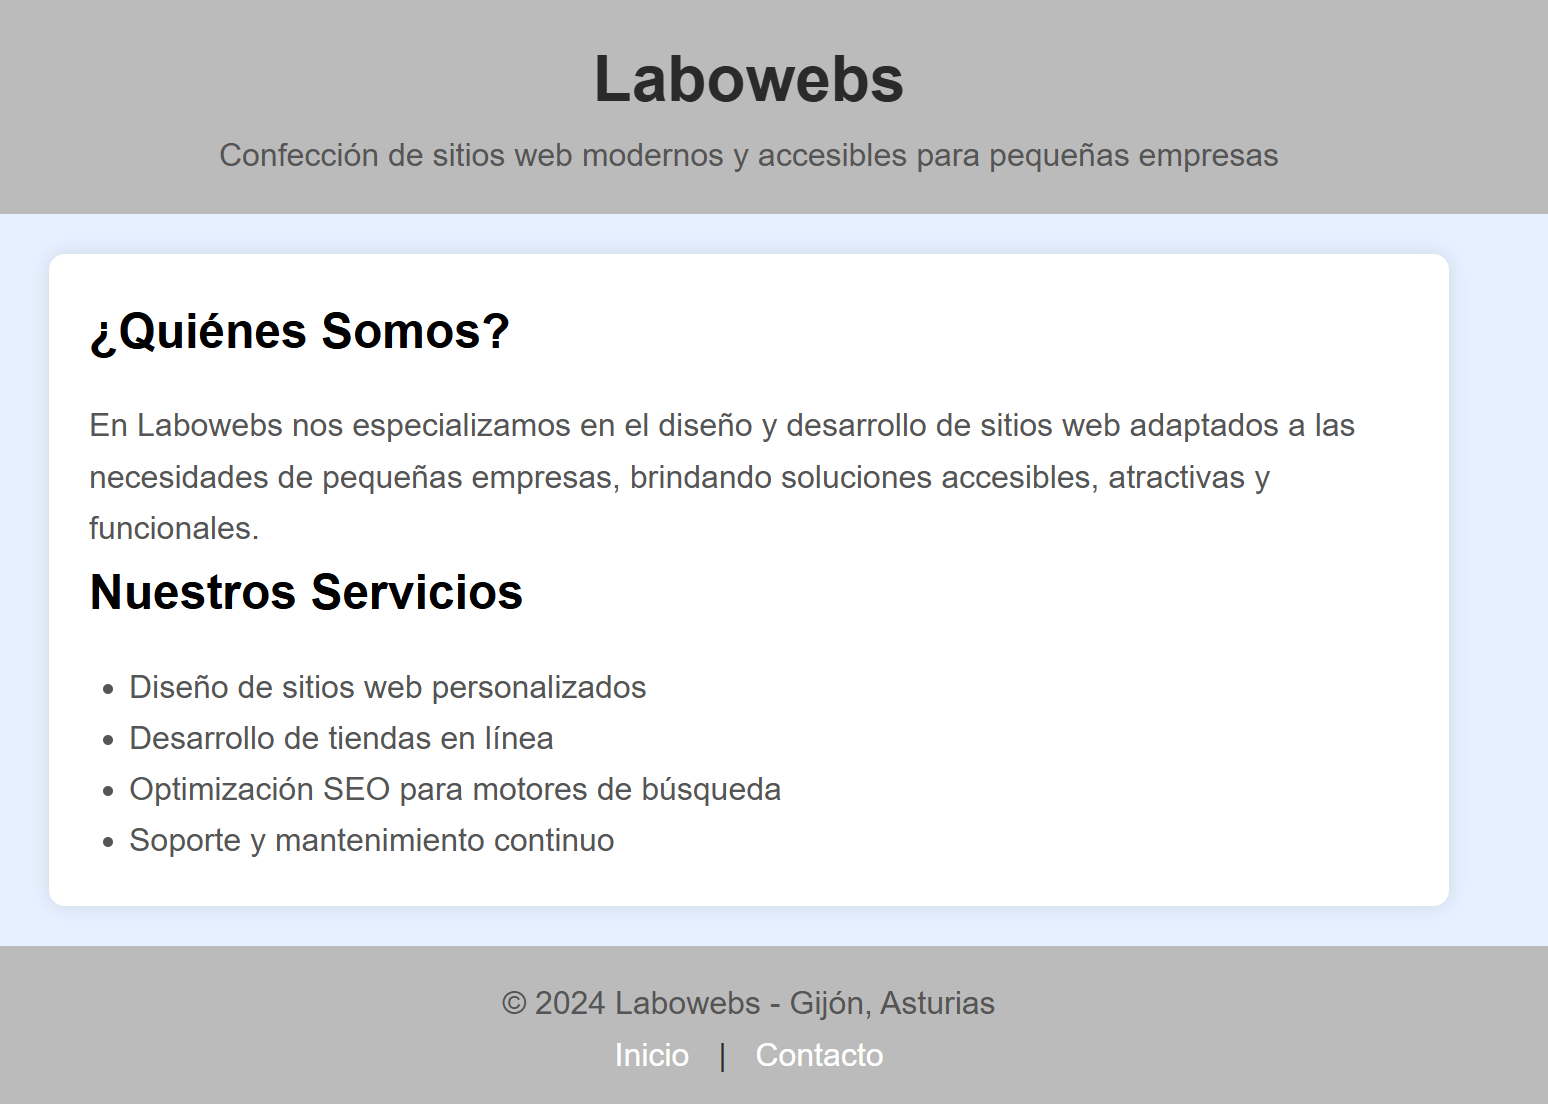 Labowebs
Confección de sitios web modernos y accesibles para pequeñas empresas
¿Quiénes Somos?
En Labowebs nos especializamos en el diseño y desarrollo de sitios web adaptados a las
necesidades de pequeñas empresas, brindando soluciones accesibles, atractivas y
funcionales.
Nuestros Servicios
• Diseño de sitios web personalizados
• Desarrollo de tiendas en línea
• Optimización SEO para motores de búsqueda
• Soporte y mantenimiento continuo
© 2024 Labowebs - Gijón, Asturias
Inicio | Contacto